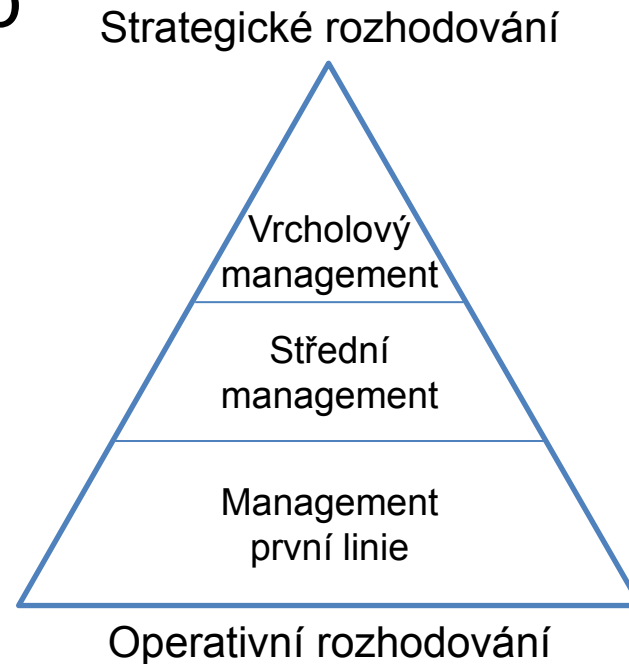 Strategické rozhodování
Vrcholový
management
Střední
management
Management
první linie
Operativní rozhodování